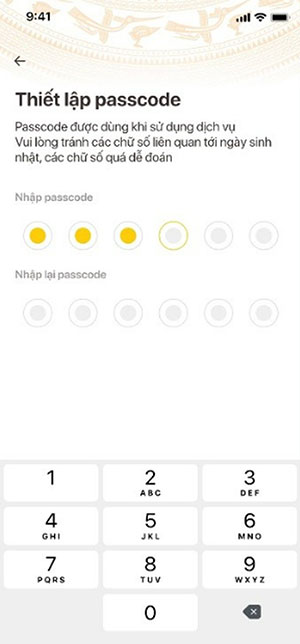 9:41
Thiết lập passcode
Passcode được dùng khi sử dụng dịch vụ
Vui lòng tránh các chữ số liên quan tới ngày sinh
nhật, các chữ số quá dễ đoán
Nhập passcode
Nhập lại passcode
1 2 3
ABC DEF
4 5 6
GHI JKL MNO
7 8 9
PQRS TUV WXYZ
0